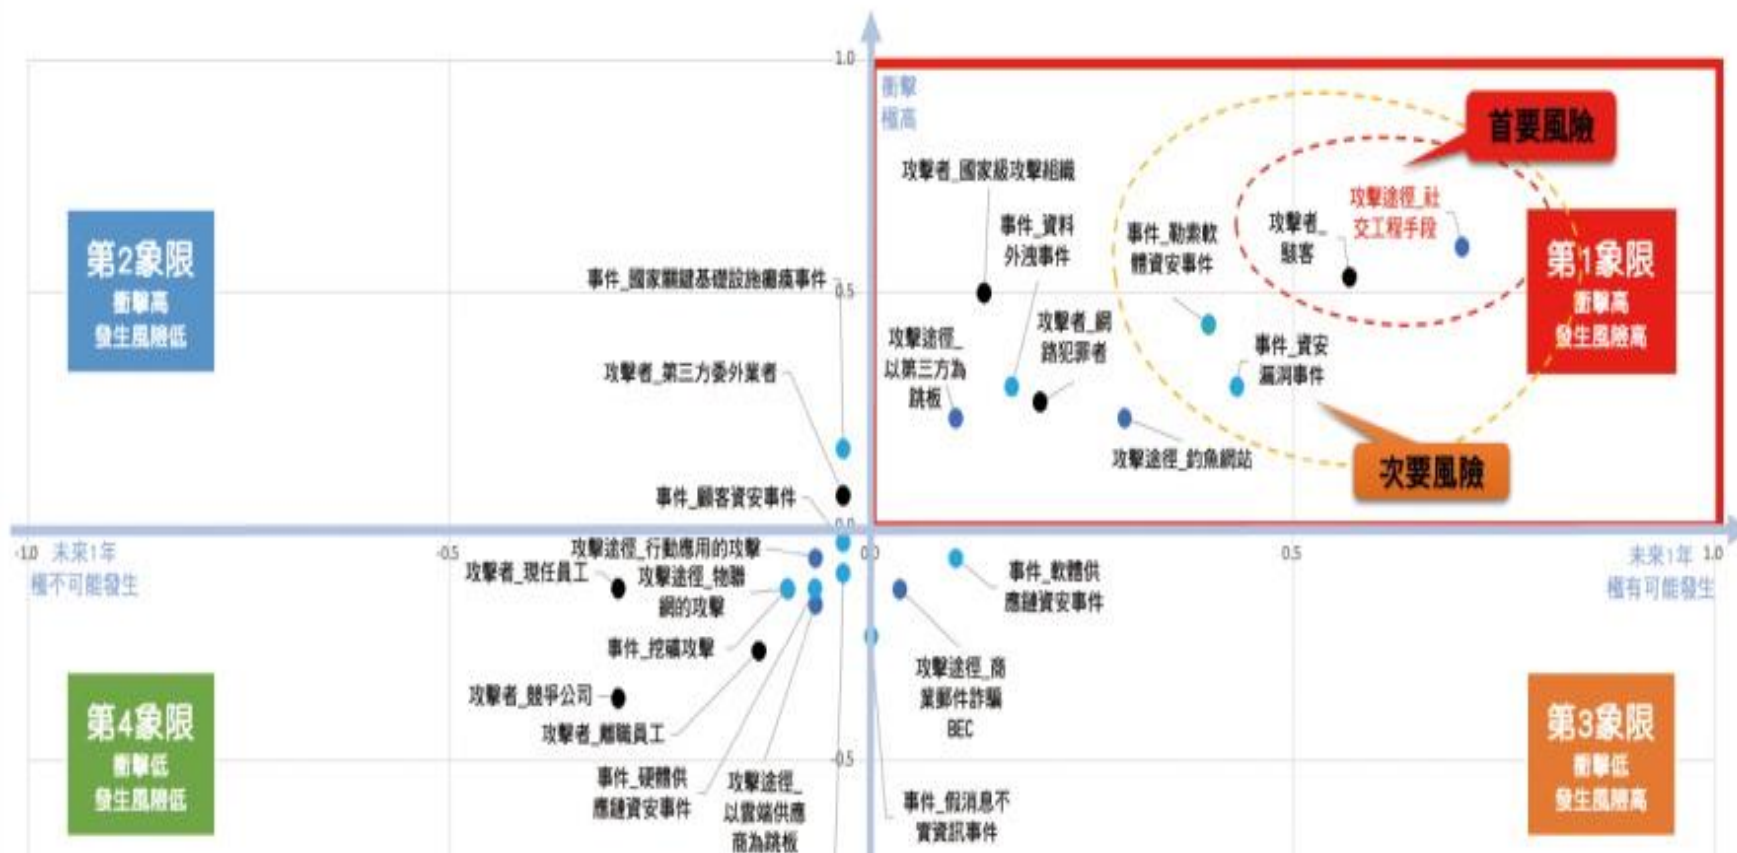 1.0
衝擊
極高
首要風險
攻擊者_國家級攻擊組織
攻擊途徑_社
交工程手段
攻擊者_
駭客
事件_資料
外洩事件
事件_勒索軟
體資安事件
第2象限
衝擊高
發生風險低
第1象限
衝擊高
發生風險高
事件_國家關鍵基礎設施癱瘓事件
0.5
攻擊者_網
路犯罪者
攻擊途徑_
以第三方為
跳板
事件_資安
漏洞事件
攻擊者_第三方委外業者
攻擊途徑_釣魚網站
次要風險
事件_顧客資安事件
0.0
-1.0
未來1年
極不可能發生
-0.5
攻擊途徑_行動應用的攻擊
0.0
0.5
未來1年
極有可能發生
1.0
攻擊者_現任員工
攻擊途徑_物聯
網的攻擊
事件_軟體供
應鏈資安事件
事件_挖礦攻擊
攻擊途徑_商
業郵件詐騙
BEC
攻擊者_競爭公司
攻擊者_離職員工
第4象限
衝擊低
發生風險低
第3象限
衝擊低
發生風險高
-0.5
事件_硬體供
應鏈資安事件
攻擊途徑_
以雲端供應
商為跳板
事件_假消息不
實資訊事件